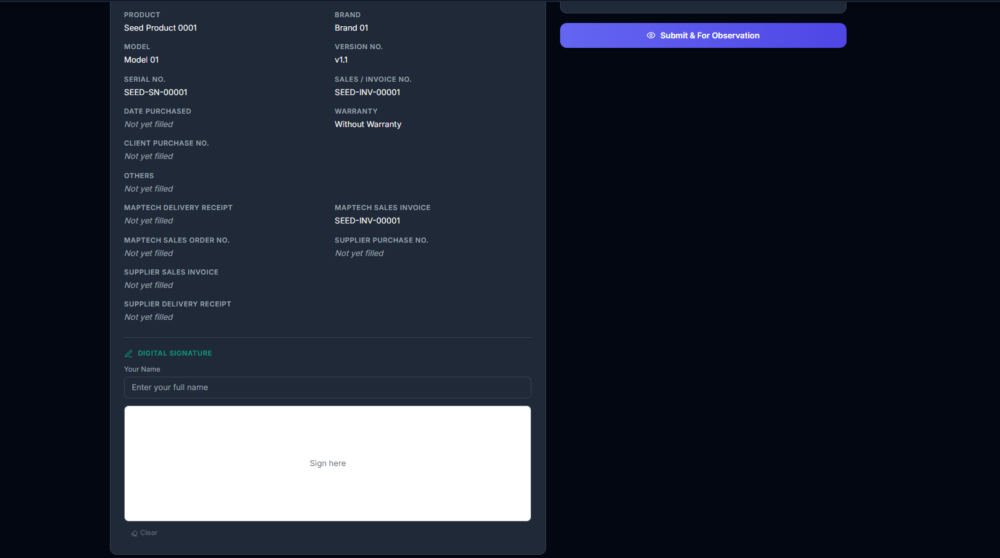 PRODUCT
Seed Product 0001
BRAND
Brand 01
MODEL
Model 01
VERSION NO.
v1.1
SERIAL NO.
SEED-SN-00001
SALES / INVOICE NO.
SEED-INV-00001
DATE PURCHASED
Not yet filled
WARRANTY
Without Warranty
CLIENT PURCHASE NO.
Not yet filled
OTHERS
Not yet filled
MAPTECH DELIVERY RECEIPT
Not yet filled
MAPTECH SALES INVOICE
SEED-INV-00001
MAPTECH SALES ORDER NO.
Not yet filled
SUPPLIER PURCHASE NO.
Not yet filled
SUPPLIER SALES INVOICE
Not yet filled
SUPPLIER DELIVERY RECEIPT
Not yet filled
DIGITAL SIGNATURE
Your Name
Enter your full name
Sign here
Clear
Submit & For Observation